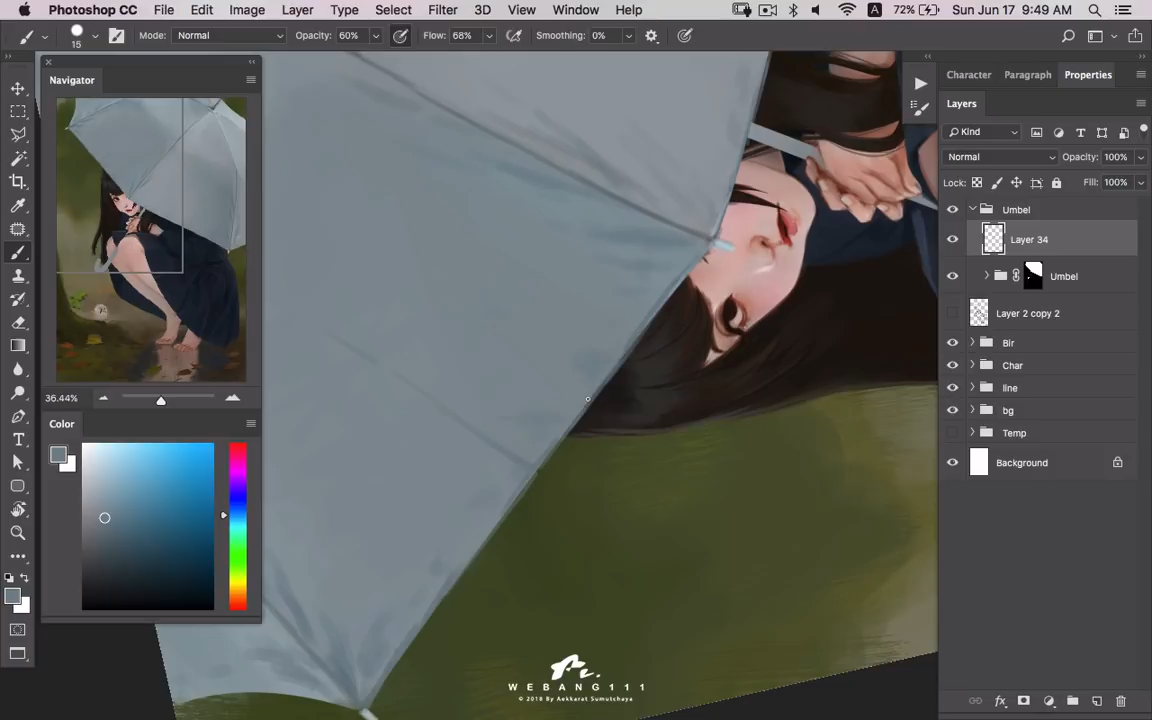 Photoshop CC File Edit Image Layer Type Select Filter 3D View Window Help A 72% Sun Jun 17 9:49 AM
15 Mode: Normal Opacity: 60% Flow: 68% Smoothing: 0%
Navigator
36.44%
Color
Character Paragraph Properties
Layers
Kind
Normal Opacity: 100%
Lock: Fill: 100%
Umbel
Layer 34
Umbel
Layer 2 copy 2
Bir
Char
line
bg
Temp
Background
fx
WEBANG111
© 2018 By Aekkarat Sumutchaya